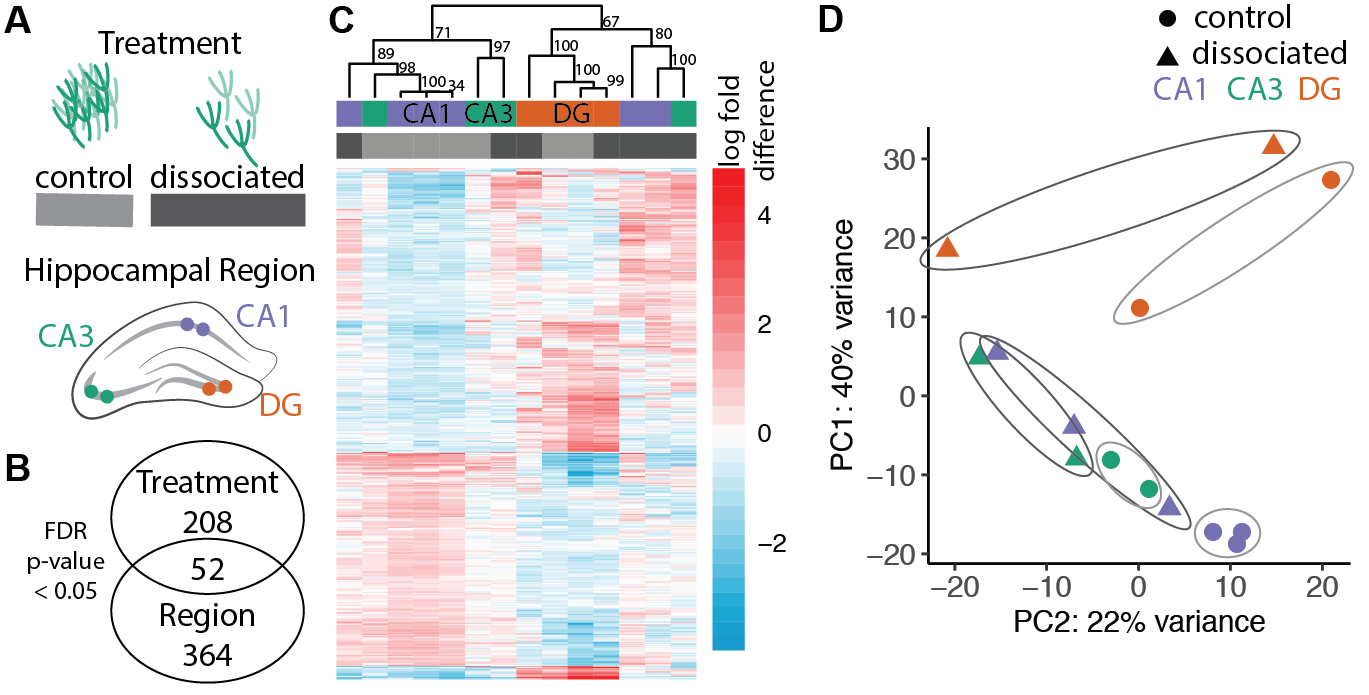 A
Treatment
control dissociated
Hippocampal Region
CA1
CA3
DG
B
Treatment
208
FDR
p-value
< 0.05
52
Region
364
C
67
71
80
97
100
89
98
100
100
100 34
99
CA1 CA3 DG
log fold
difference
4
2
0
−2
D
control
dissociated
CA1 CA3 DG
30
20
10
0
−10
−20
PC1: 40% variance
−20 −10 0 10 20
PC2: 22% variance